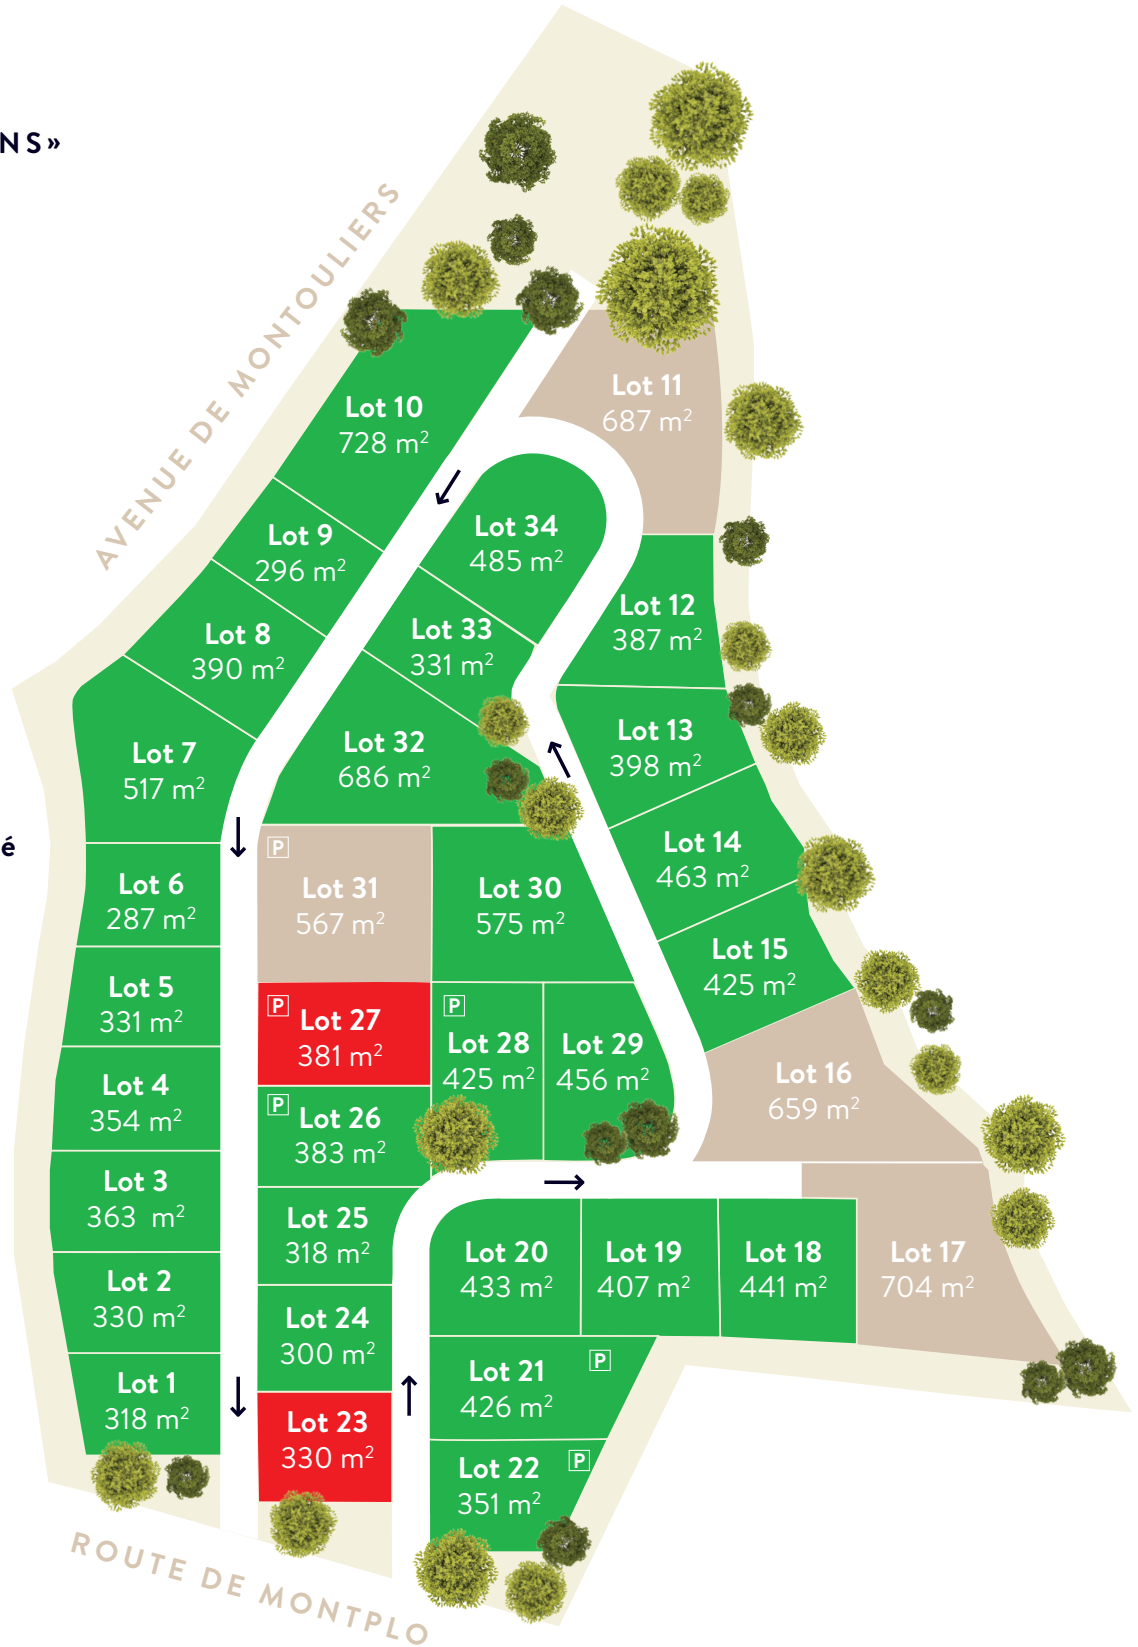 NS»
AVENUE DE MONTOULIERS
Lot 11
687 m²
Lot 10
728 m²
Lot 34
485 m²
Lot 9
296 m²
Lot 12
387 m²
Lot 8
390 m²
Lot 33
331 m²
Lot 13
398 m²
Lot 32
686 m²
Lot 7
517 m²
é
P
Lot 14
463 m²
Lot 6
287 m²
Lot 31
567 m²
Lot 30
575 m²
Lot 15
425 m²
Lot 5
331 m²
P
Lot 27
381 m²
P
Lot 28
425 m²
Lot 29
456 m²
Lot 16
659 m²
Lot 4
354 m²
P
Lot 26
383 m²
Lot 3
363 m²
Lot 25
318 m²
Lot 20
433 m²
Lot 19
407 m²
Lot 18
441 m²
Lot 17
704 m²
Lot 2
330 m²
Lot 24
300 m²
Lot 21
426 m²
P
Lot 1
318 m²
Lot 23
330 m²
Lot 22
351 m²
P
ROUTE DE MONTPLO